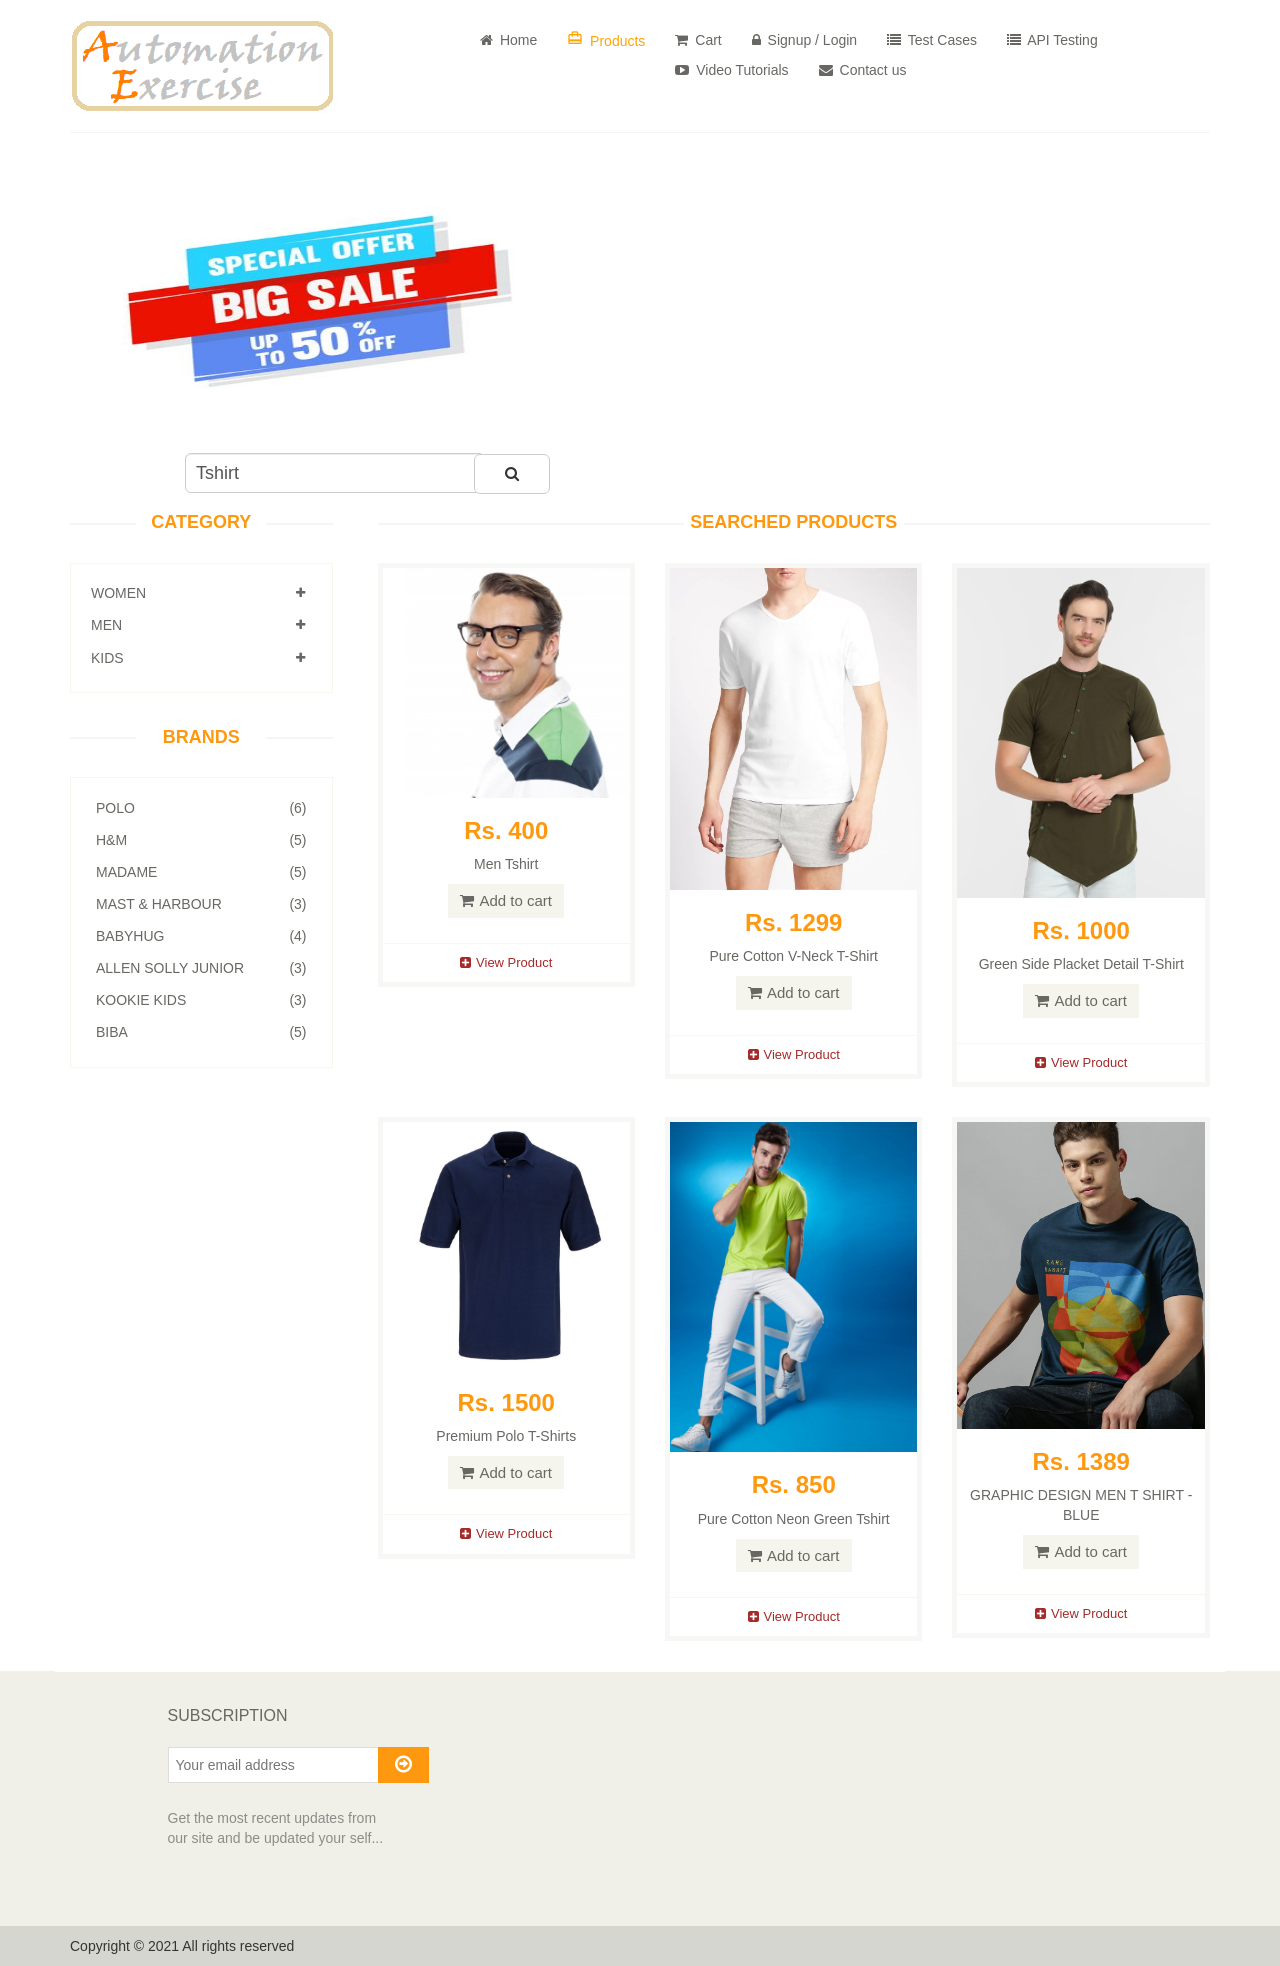 Automation
Exercise
Home
Products
Cart
Signup / Login
Test Cases
API Testing
Video Tutorials
Contact us
SPECIAL OFFER
BIG SALE
UP TO 50% OFF
Tshirt
CATEGORY
WOMEN
MEN
KIDS
BRANDS
POLO (6)
H&M (5)
MADAME (5)
MAST & HARBOUR (3)
BABYHUG (4)
ALLEN SOLLY JUNIOR (3)
KOOKIE KIDS (3)
BIBA (5)
SEARCHED PRODUCTS
Rs. 400
Men Tshirt
Add to cart
View Product
Rs. 1299
Pure Cotton V-Neck T-Shirt
Add to cart
View Product
Rs. 1000
Green Side Placket Detail T-Shirt
Add to cart
View Product
Rs. 1500
Premium Polo T-Shirts
Add to cart
View Product
Rs. 850
Pure Cotton Neon Green Tshirt
Add to cart
View Product
Rs. 1389
GRAPHIC DESIGN MEN T SHIRT -
BLUE
Add to cart
View Product
SUBSCRIPTION
Your email address
Get the most recent updates from
our site and be updated your self...
Copyright © 2021 All rights reserved